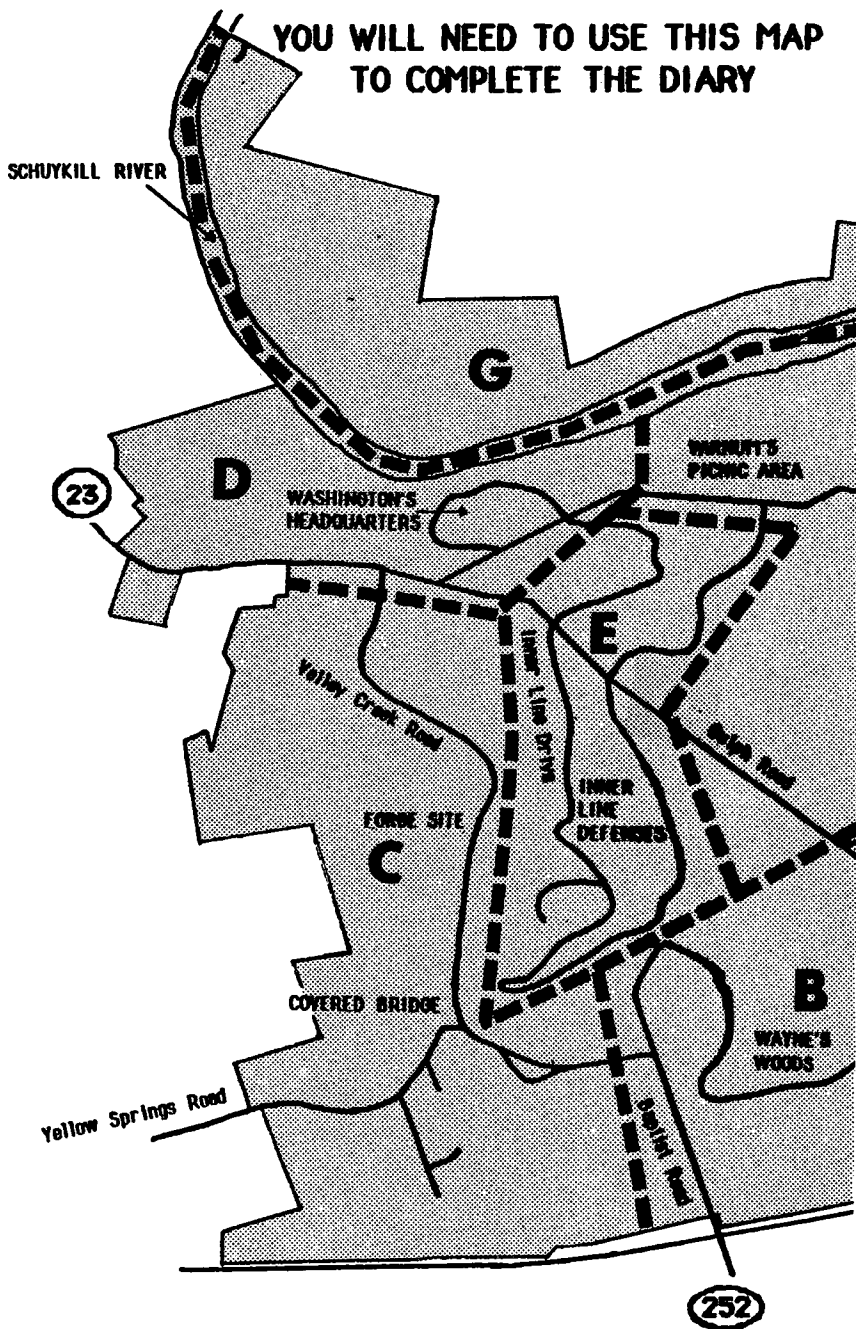 YOU WILL NEED TO USE THIS MAP
TO COMPLETE THE DIARY
SCHUYKILL RIVER
G
D
23
WASHINGTON'S
HEADQUARTERS
PICNIC AREA
E
Inner Line Drive
Valley Creek Road
Gulph Road
INNER
LINE
DEFENSES
FORGE SITE
C
COVERED BRIDGE
B
WAYNE'S
WOODS
Yellow Springs Road
Baptist Road
252